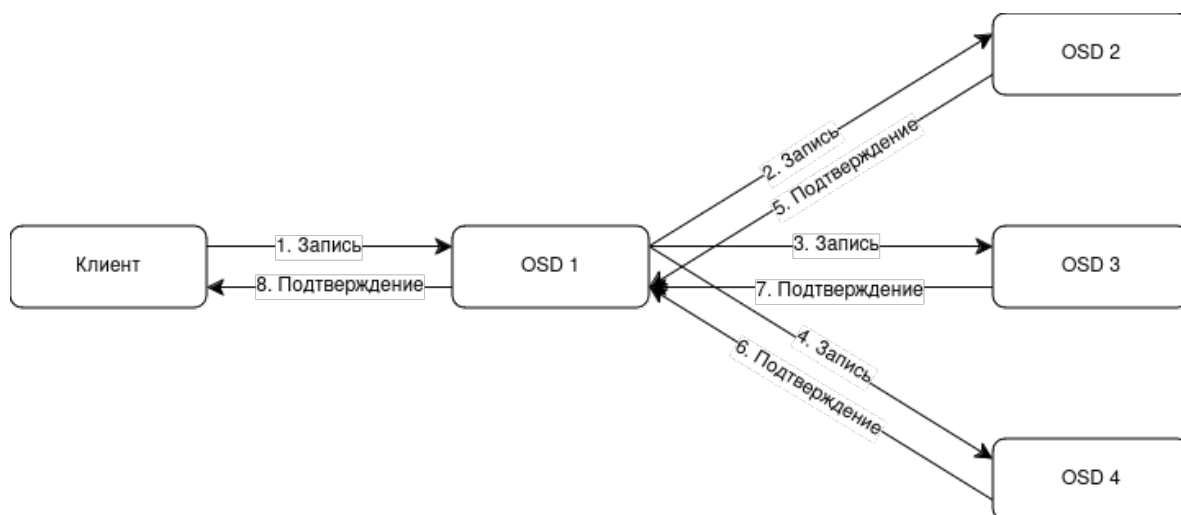 OSD 2
2. Запись
5. Подтверждение
Клиент
1. Запись
8. Подтверждение
OSD 1
3. Запись
7. Подтверждение
OSD 3
4. Запись
6. Подтверждение
OSD 4